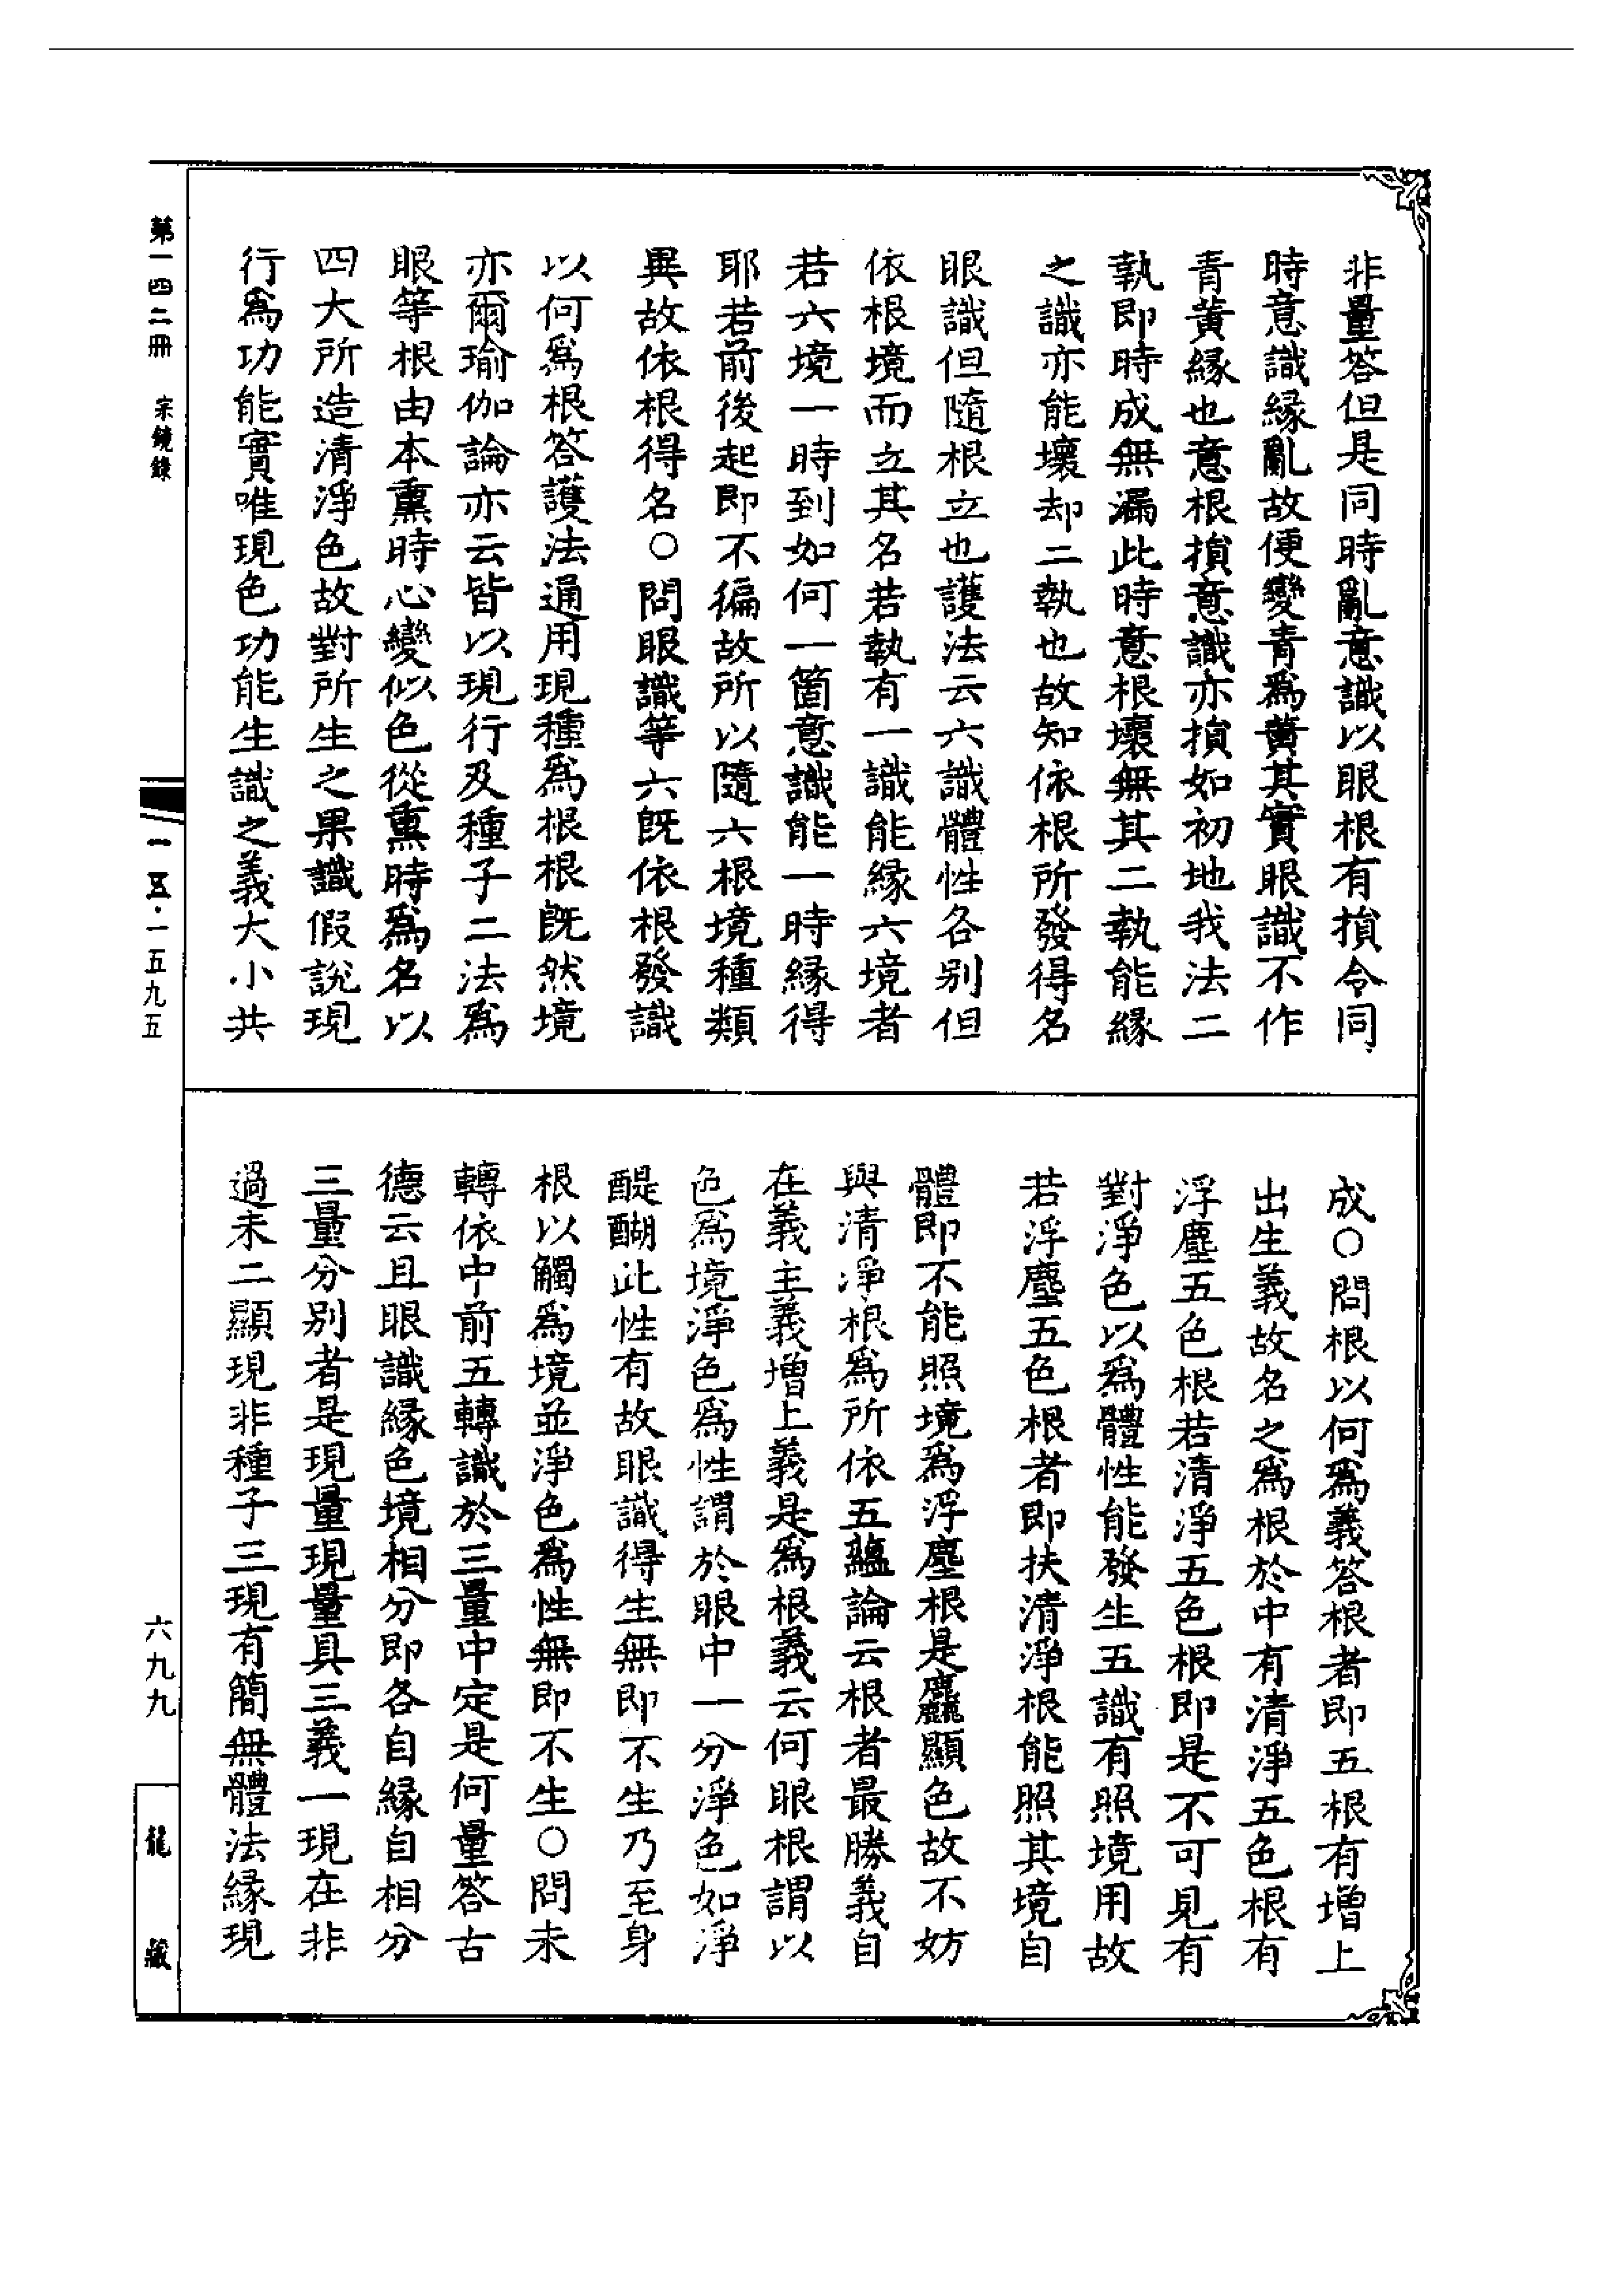 非量答但是同時亂意識以眼根有損令同
時意識緣亂故便變青爲黄其實眼識不作
青黄緣也意根損意識亦損如初地我法二
執即時成無漏此時意根壞無其二執能緣
之識亦能壞却二執也故知依根所發得名
眼識但隨根立也護法云六識體性各别但
依根境而立其名若執有一識能緣六境者
若六境一時到如何一箇意識能一時緣得
耶若前後起即不徧故所以隨六根境種類
異故依根得名○問眼識等六既依根發識
以何爲根答護法通用現種爲根根既然境
亦爾瑜伽論亦云皆以現行及種子二法爲
眼等根由本熏時心變似色從熏時爲名以
四大所造清淨色故對所生之果識假說現
行爲功能實唯現色功能生識之義大小共
成○問根以何爲義答根者即五根有增上
出生義故名之爲根於中有清淨五色根有
浮塵五色根若清淨五色根即是不可見有
對淨色以爲體性能發生五識有照境用故
若浮塵五色根者即扶清淨根能照其境自
體即不能照境爲浮塵根是麤顯色故不妨
與清淨根爲所依五蘊論云根者最勝義自
在義主義增上義是爲根義云何眼根謂以
色爲境淨色爲性謂於眼中一分淨色如淨
醍醐此性有故眼識得生無即不生乃至身
根以觸爲境並淨色爲性無即不生○問未
轉依中前五轉識於三量中定是何量答古
德云且眼識緣色境相分即各自緣自相分
三量分别者是現量現量具三義一現在非
過未二顯現非種子三現有簡無體法緣現
第一四二冊 宗鏡錄
一一五·一五九五
六九九
龍藏